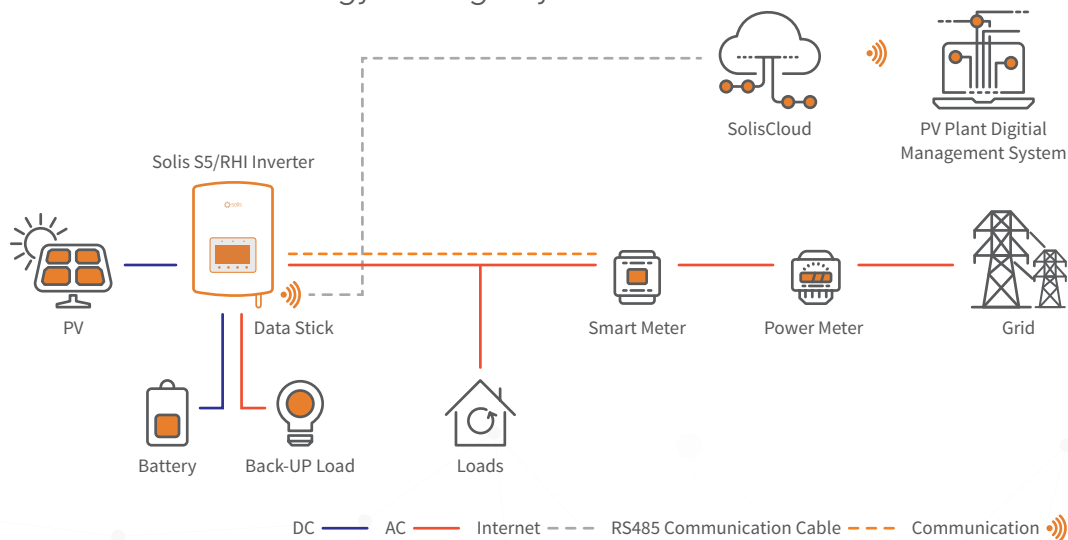 SolisCloud
PV Plant Digitial
Management System
Solis S5/RHI Inverter
solis
PV
Data Stick
Smart Meter
Power Meter
Grid
Battery
Back-UP Load
Loads
DC
AC
Internet
RS485 Communication Cable
Communication